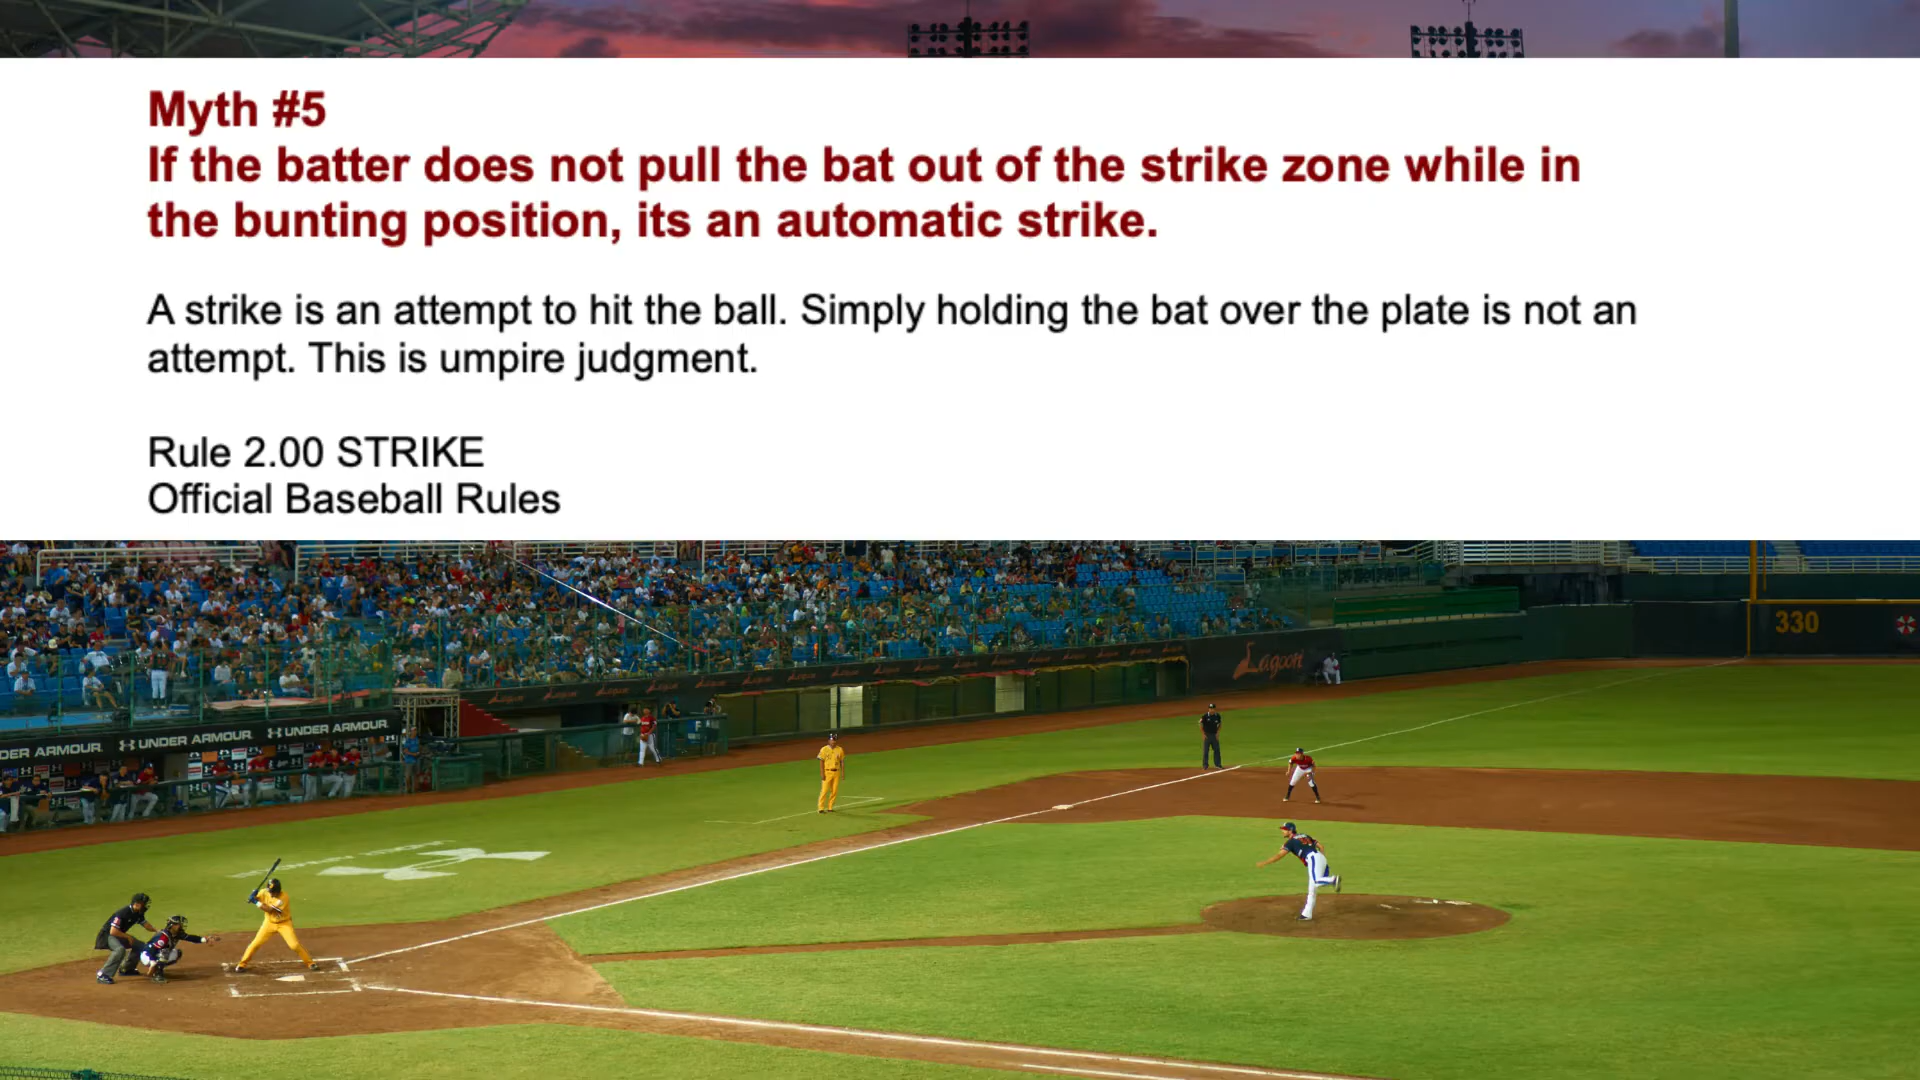 Myth #5
If the batter does not pull the bat out of the strike zone while in
the bunting position, its an automatic strike.
A strike is an attempt to hit the ball. Simply holding the bat over the plate is not an
attempt. This is umpire judgment.
Rule 2.00 STRIKE
Official Baseball Rules
330
Lagoon
UNDER ARMOUR
UNDER ARMOUR
DER ARMOUR